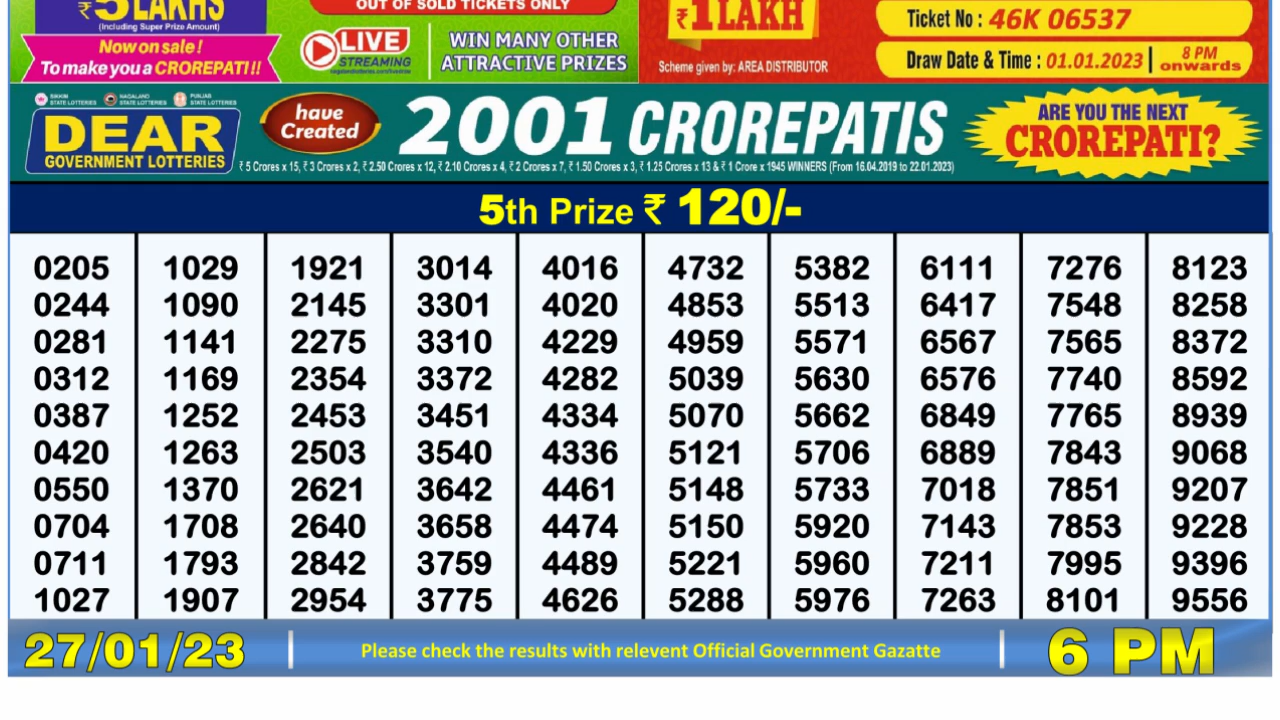 ₹5 LAKHS
(Including Super Prize Amount)
Now on sale!
To make you a CROREPATI!!
OUT OF SOLD TICKETS ONLY
LIVE
STREAMING
WIN MANY OTHER
ATTRACTIVE PRIZES
₹1 LAKH
Scheme given by: AREA DISTRIBUTOR
Ticket No : 46K 06537
Draw Date & Time : 01.01.2023 | 8 PM onwards
SIKKIM STATE LOTTERIES NAGALAND STATE LOTTERIES PUNJAB STATE LOTTERIES
DEAR
GOVERNMENT LOTTERIES
have
Created
2001 CROREPATIS
₹ 5 Crores x 15, ₹ 3 Crores x 2, ₹ 2.50 Crores x 12, ₹ 2.10 Crores x 4, ₹ 2 Crores x 7, ₹ 1.50 Crores x 3, ₹ 1.25 Crores x 13 & ₹ 1 Crore x 1945 WINNERS (From 16.04.2019 to 22.01.2023)
ARE YOU THE NEXT
CROREPATI?
5th Prize ₹ 120/-
0205 1029 1921 3014 4016 4732 5382 6111 7276 8123
0244 1090 2145 3301 4020 4853 5513 6417 7548 8258
0281 1141 2275 3310 4229 4959 5571 6567 7565 8372
0312 1169 2354 3372 4282 5039 5630 6576 7740 8592
0387 1252 2453 3451 4334 5070 5662 6849 7765 8939
0420 1263 2503 3540 4336 5121 5706 6889 7843 9068
0550 1370 2621 3642 4461 5148 5733 7018 7851 9207
0704 1708 2640 3658 4474 5150 5920 7143 7853 9228
0711 1793 2842 3759 4489 5221 5960 7211 7995 9396
1027 1907 2954 3775 4626 5288 5976 7263 8101 9556
27/01/23 | Please check the results with relevent Official Government Gazatte | 6 PM